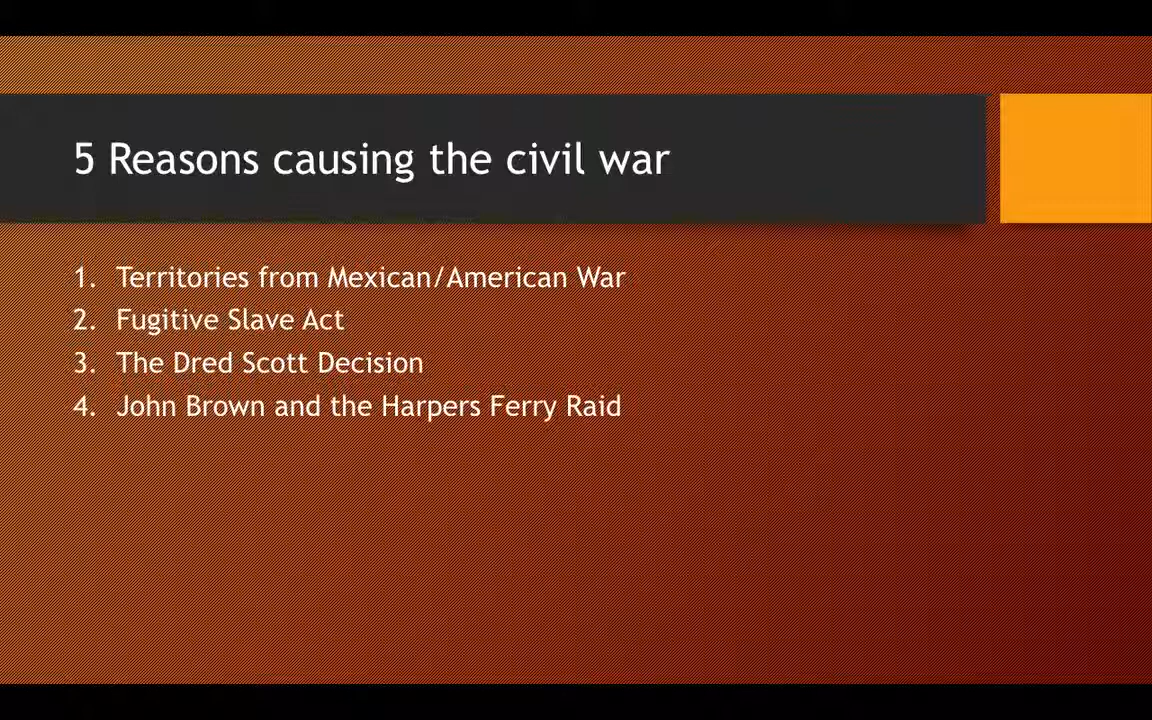 5 Reasons causing the civil war
1. Territories from Mexican/American War
2. Fugitive Slave Act
3. The Dred Scott Decision
4. John Brown and the Harpers Ferry Raid